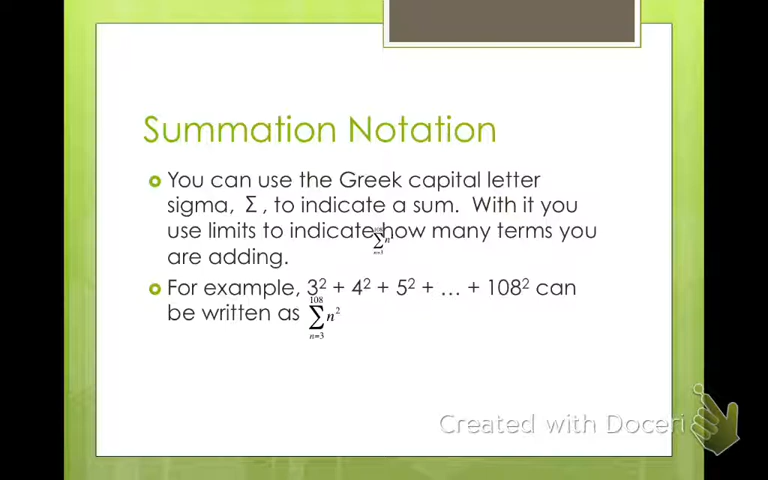 Summation Notation
You can use the Greek capital letter
sigma, Σ , to indicate a sum.  With it you
use limits to indicate how many terms you
108
∑ n
n=3
are adding.
For example, 3² + 4² + 5² + … + 108² can
108
be written as ∑ n²
n=3
Created with Doceri